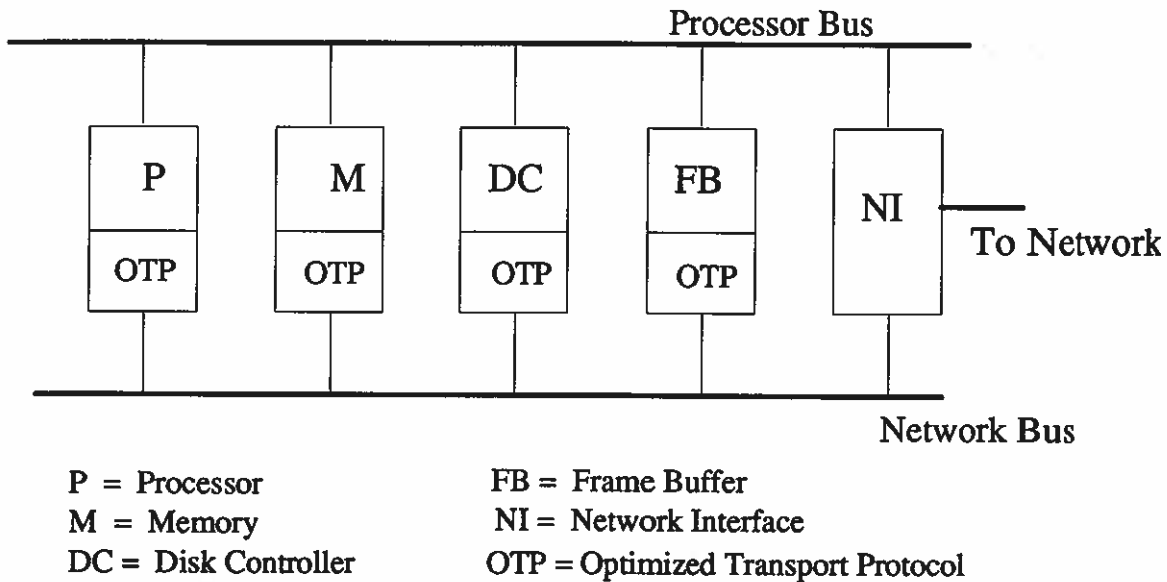 Processor Bus
P M DC FB NI
OTP OTP OTP OTP
To Network
Network Bus
P = Processor FB = Frame Buffer
M = Memory NI = Network Interface
DC = Disk Controller OTP = Optimized Transport Protocol